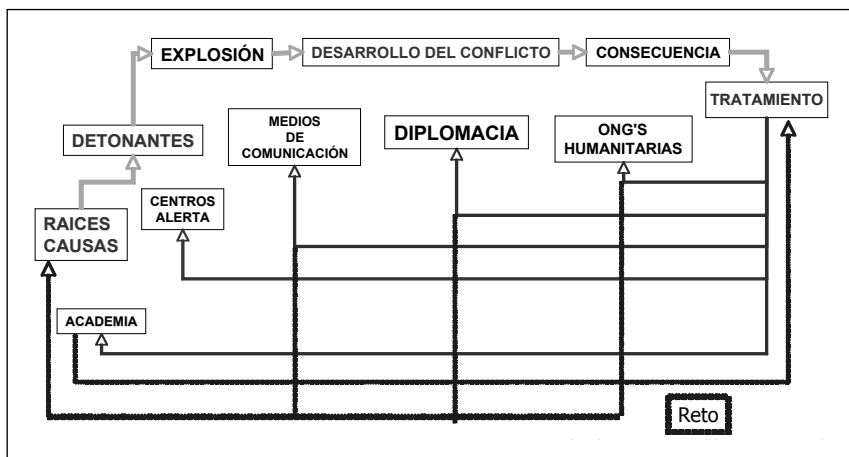 EXPLOSIÓN
DESARROLLO DEL CONFLICTO
CONSECUENCIA
TRATAMIENTO
DETONANTES
MEDIOS
DE
COMUNICACIÓN
DIPLOMACIA
ONG'S
HUMANITARIAS
CENTROS
ALERTA
RAICES
CAUSAS
ACADEMIA
Reto